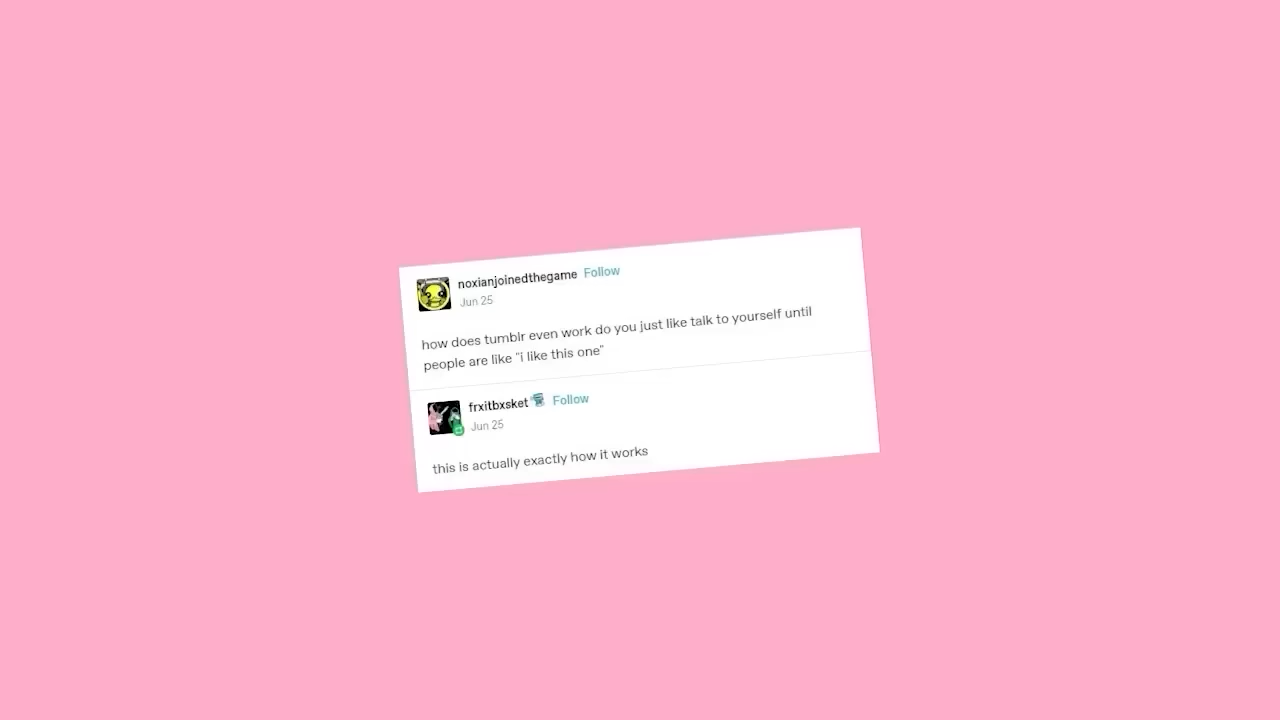 noxianjoinedthegame Follow
Jun 25
how does tumblr even work do you just like talk to yourself until
people are like "i like this one"
frxitbxsket Follow
Jun 25
this is actually exactly how it works